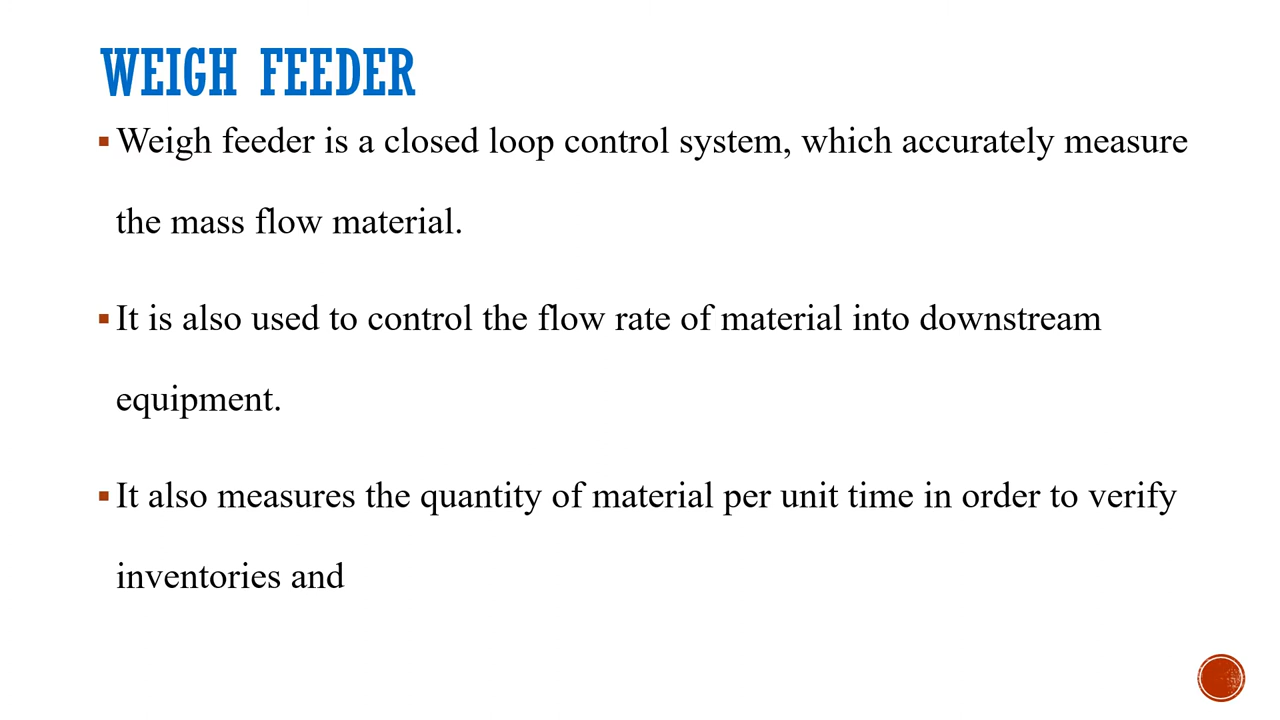 WEIGH FEEDER
▪Weigh feeder is a closed loop control system, which accurately measure
the mass flow material.
▪It is also used to control the flow rate of material into downstream
equipment.
▪It also measures the quantity of material per unit time in order to verify
inventories and